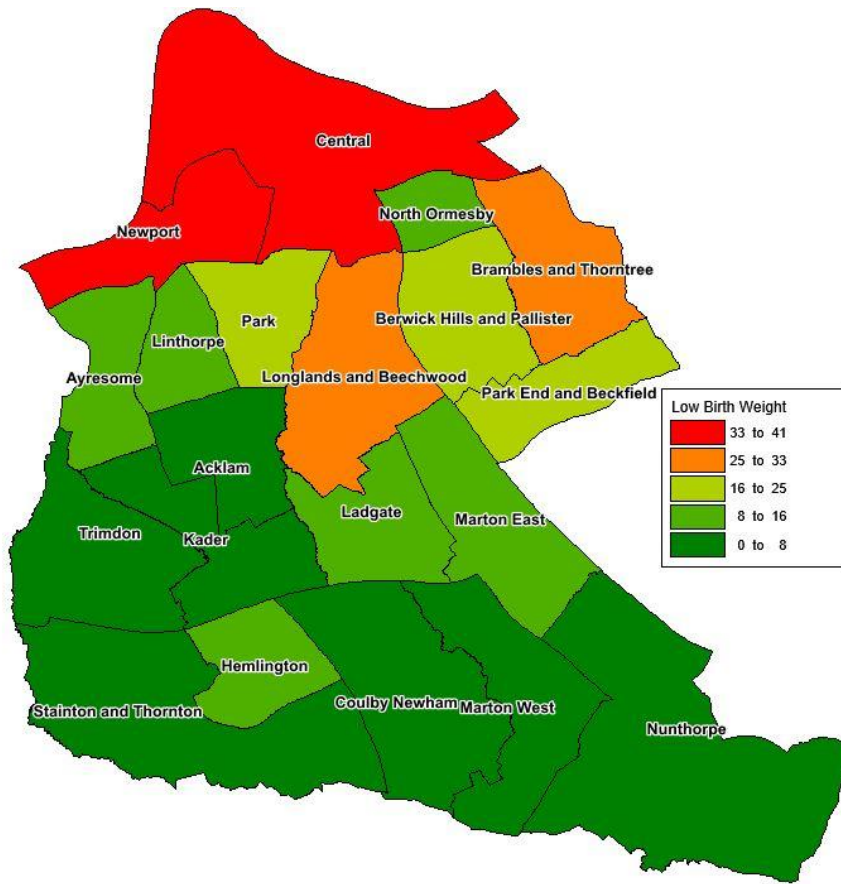 Central
North Ormesby
Newport
Brambles and Thorntree
Park
Berwick Hills and Pallister
Linthorpe
Ayresome
Longlands and Beechwood
Park End and Beckfield
Low Birth Weight
33 to 41
25 to 33
16 to 25
8 to 16
0 to 8
Acklam
Ladgate
Marton East
Trimdon
Kader
Hemlington
Stainton and Thornton
Coulby Newham
Marton West
Nunthorpe